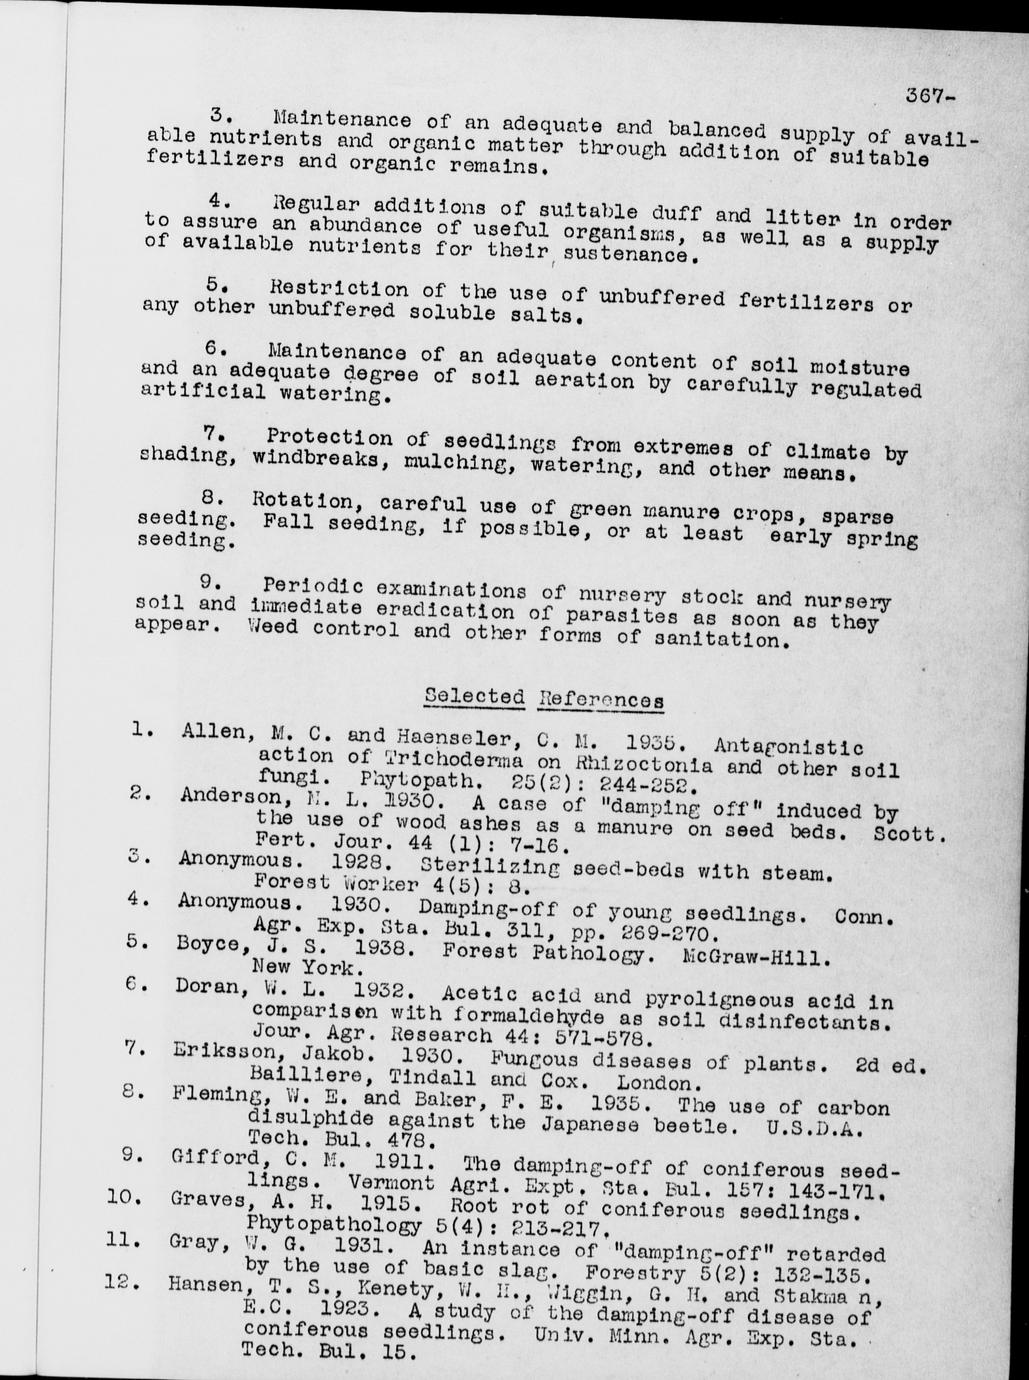 367-
3. Maintenance of an adequate and balanced supply of avail-
able nutrients and organic matter through addition of suitable
fertilizers and organic remains.
4. Regular additions of suitable duff and litter in order
to assure an abundance of useful organisms, as well as a supply
of available nutrients for their sustenance.
5. Restriction of the use of unbuffered fertilizers or
any other unbuffered soluble salts.
6. Maintenance of an adequate content of soil moisture
and an adequate degree of soil aeration by carefully regulated
artificial watering.
7. Protection of seedlings from extremes of climate by
shading, windbreaks, mulching, watering, and other means.
8. Rotation, careful use of green manure crops, sparse
seeding. Fall seeding, if possible, or at least early spring
seeding.
9. Periodic examinations of nursery stock and nursery
soil and immediate eradication of parasites as soon as they
appear. Weed control and other forms of sanitation.
Selected References
1. Allen, M. C. and Haenseler, C. M. 1935. Antagonistic
action of Trichoderma on Rhizoctonia and other soil
fungi. Phytopath. 25(2): 244-252.
2. Anderson, M. L. 1930. A case of "damping off" induced by
the use of wood ashes as a manure on seed beds. Scott.
Fert. Jour. 44 (1): 7-16.
3. Anonymous. 1928. Sterilizing seed-beds with steam.
Forest Worker 4(5): 8.
4. Anonymous. 1930. Damping-off of young seedlings. Conn.
Agr. Exp. Sta. Bul. 311, pp. 269-270.
5. Boyce, J. S. 1938. Forest Pathology. McGraw-Hill.
New York.
6. Doran, W. L. 1932. Acetic acid and pyroligneous acid in
comparison with formaldehyde as soil disinfectants.
Jour. Agr. Research 44: 571-578.
7. Eriksson, Jakob. 1930. Fungous diseases of plants. 2d ed.
Bailliere, Tindall and Cox. London.
8. Fleming, W. E. and Baker, F. E. 1935. The use of carbon
disulphide against the Japanese beetle. U.S.D.A.
Tech. Bul. 478.
9. Gifford, C. M. 1911. The damping-off of coniferous seed-
lings. Vermont Agri. Expt. Sta. Bul. 157: 143-171.
10. Graves, A. H. 1915. Root rot of coniferous seedlings.
Phytopathology 5(4): 213-217.
11. Gray, W. G. 1931. An instance of "damping-off" retarded
by the use of basic slag. Forestry 5(2): 132-135.
12. Hansen, T. S., Kenety, W. H., Wiggin, G. H. and Stakma n,
E.C. 1923. A study of the damping-off disease of
coniferous seedlings. Univ. Minn. Agr. Exp. Sta.
Tech. Bul. 15.